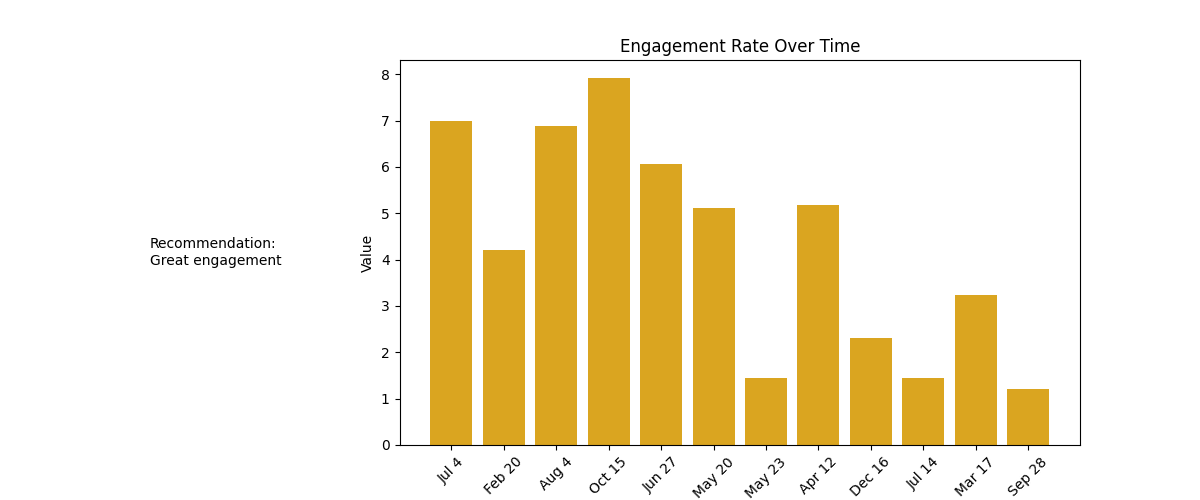 Engagement Rate Over Time
Recommendation:
Great engagement
Value
8
7
6
5
4
3
2
1
0
Jul 4
Feb 20
Aug 4
Oct 15
Jun 27
May 20
May 23
Apr 12
Dec 16
Jul 14
Mar 17
Sep 28